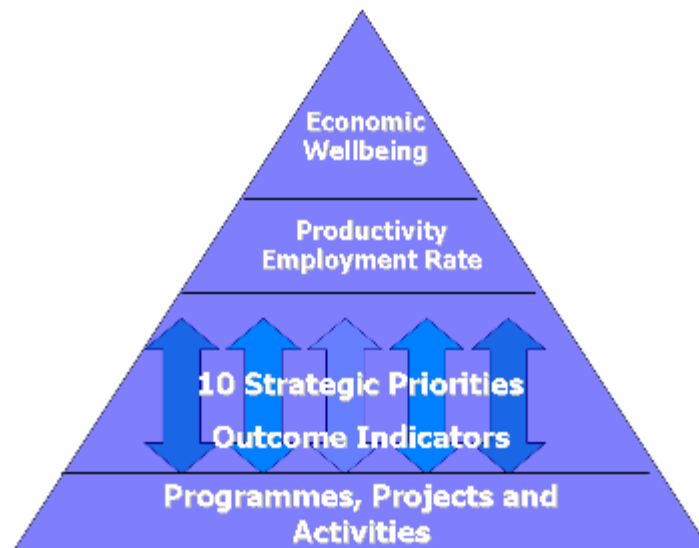 Economic
Wellbeing
Productivity
Employment Rate
10 Strategic Priorities
Outcome Indicators
Programmes, Projects and
Activities